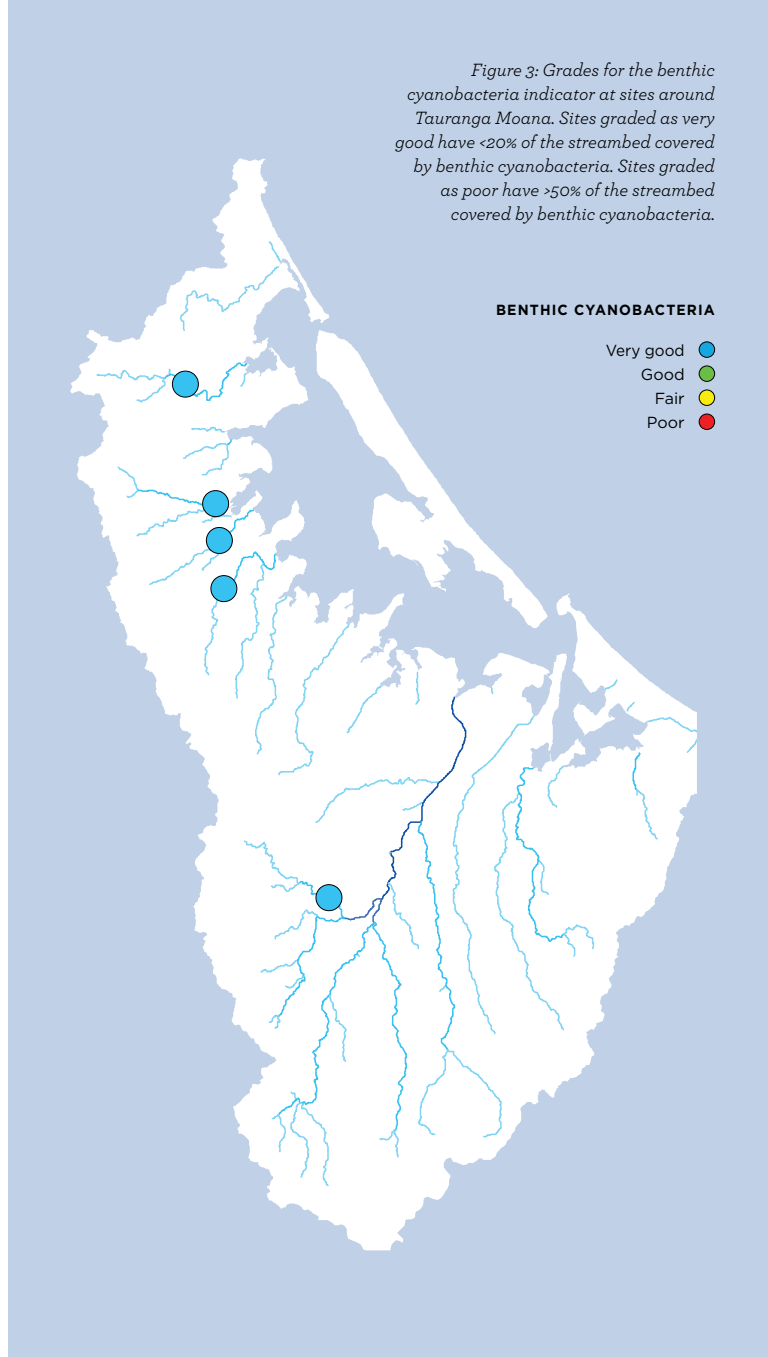 Figure 3: Grades for the benthic
cyanobacteria indicator at sites around
Tauranga Moana. Sites graded as very
good have <20% of the streambed covered
by benthic cyanobacteria. Sites graded
as poor have >50% of the streambed
covered by benthic cyanobacteria.
BENTHIC CYANOBACTERIA
Very good
Good
Fair
Poor